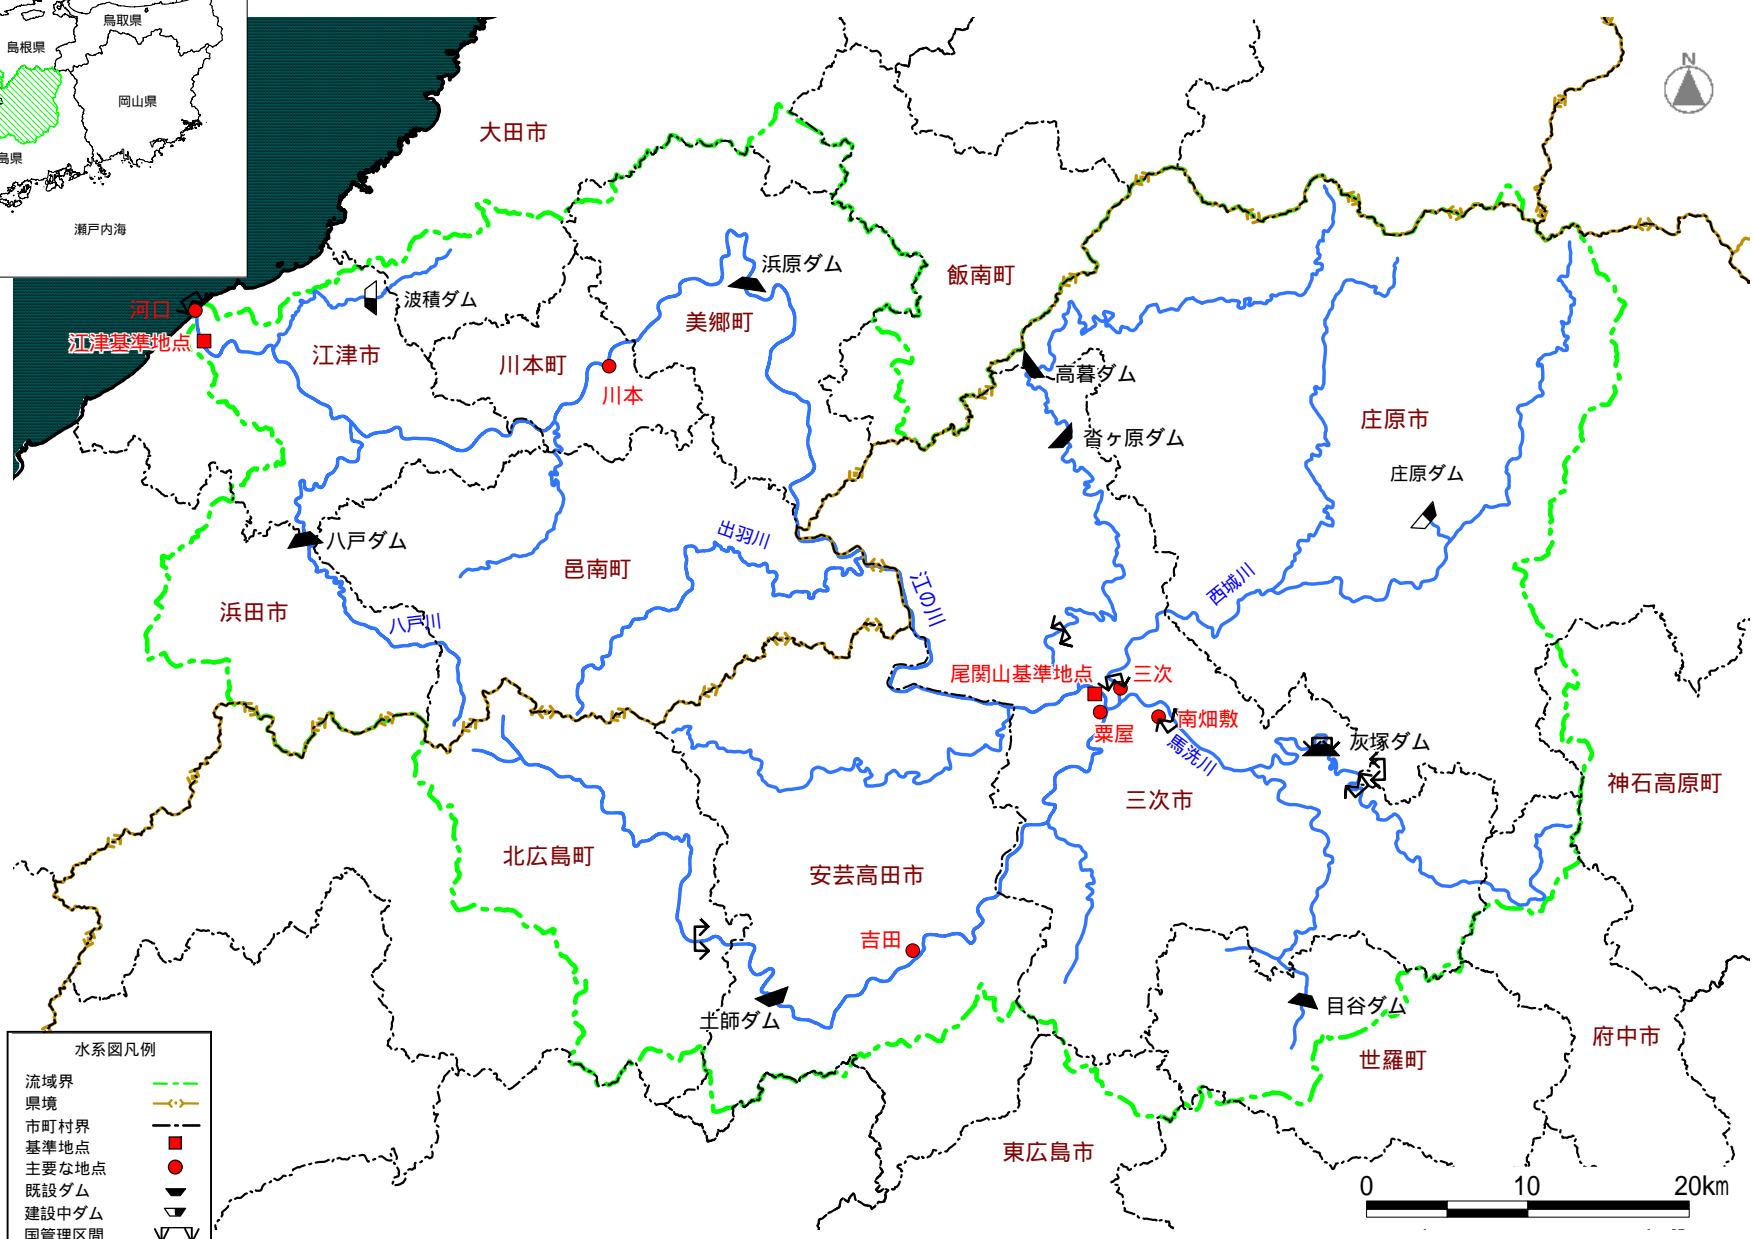 鳥取県
島根県
岡山県
島県
瀬戸内海
N
大田市
飯南町
浜原ダム
美郷町
波積ダム
河口
江津基準地点
江津市
川本町
川本
高暮ダム
沓ヶ原ダム
庄原市
庄原ダム
八戸ダム
出羽川
邑南町
江の川
西城川
浜田市
八戸川
尾関山基準地点
三次
粟屋
南畑敷
馬洗川
灰塚ダム
三次市
神石高原町
北広島町
安芸高田市
吉田
土師ダム
目谷ダム
世羅町
府中市
東広島市
水系図凡例
流域界
県境
市町村界
基準地点
主要な地点
既設ダム
建設中ダム
国管理区間
0 10 20km